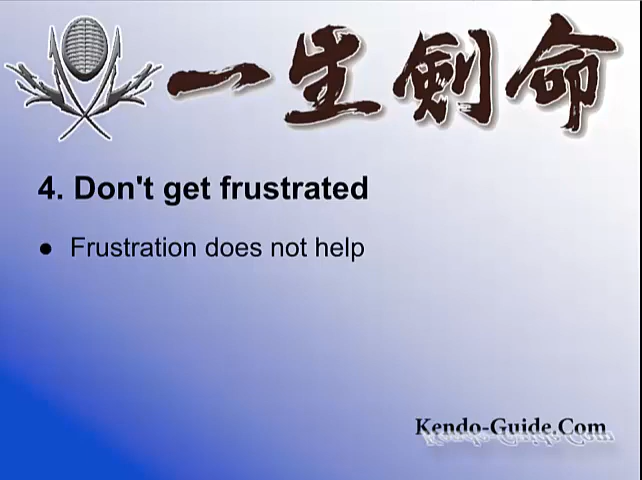 一生剣命
4. Don't get frustrated
● Frustration does not help
Kendo-Guide.Com